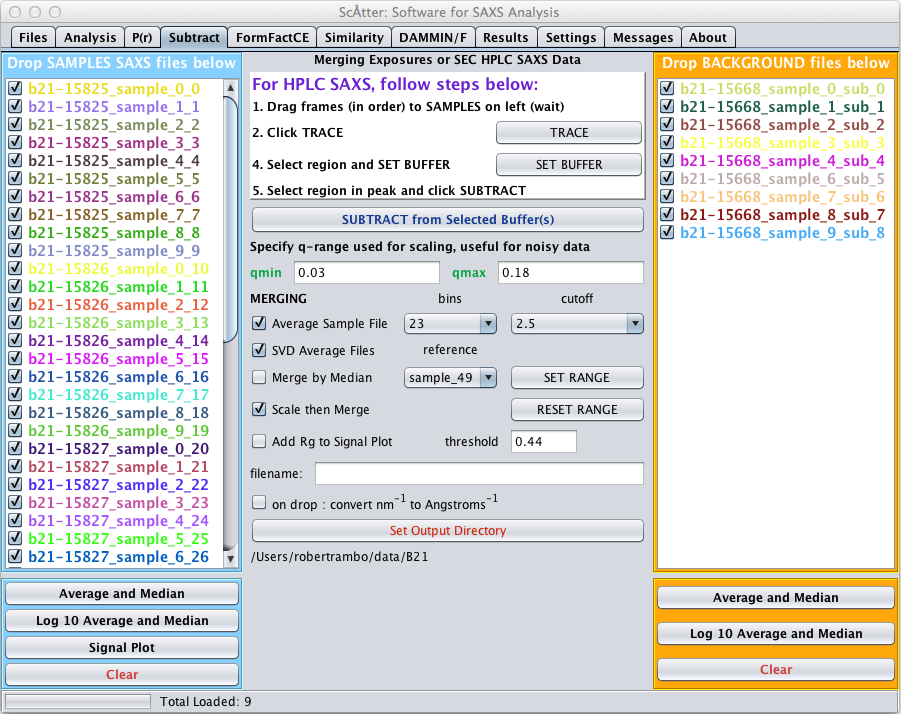 ScÅtter: Software for SAXS Analysis
Files Analysis P(r) Subtract FormFactCE Similarity DAMMIN/F Results Settings Messages About
Drop SAMPLES SAXS files below
b21-15825_sample_0_0
b21-15825_sample_1_1
b21-15825_sample_2_2
b21-15825_sample_3_3
b21-15825_sample_4_4
b21-15825_sample_5_5
b21-15825_sample_6_6
b21-15825_sample_7_7
b21-15825_sample_8_8
b21-15825_sample_9_9
b21-15826_sample_0_10
b21-15826_sample_1_11
b21-15826_sample_2_12
b21-15826_sample_3_13
b21-15826_sample_4_14
b21-15826_sample_5_15
b21-15826_sample_6_16
b21-15826_sample_7_17
b21-15826_sample_8_18
b21-15826_sample_9_19
b21-15827_sample_0_20
b21-15827_sample_1_21
b21-15827_sample_2_22
b21-15827_sample_3_23
b21-15827_sample_4_24
b21-15827_sample_5_25
b21-15827_sample_6_26
Average and Median
Log 10 Average and Median
Signal Plot
Clear
Merging Exposures or SEC HPLC SAXS Data
For HPLC SAXS, follow steps below:
1. Drag frames (in order) to SAMPLES on left (wait)
2. Click TRACE TRACE
4. Select region and SET BUFFER SET BUFFER
5. Select region in peak and click SUBTRACT
SUBTRACT from Selected Buffer(s)
Specify q-range used for scaling, useful for noisy data
qmin 0.03 qmax 0.18
MERGING bins cutoff
Average Sample File 23 2.5
SVD Average Files reference
Merge by Median sample_49 SET RANGE
Scale then Merge RESET RANGE
Add Rg to Signal Plot threshold 0.44
filename:
on drop : convert nm⁻¹ to Angstroms⁻¹
Set Output Directory
/Users/robertrambo/data/B21
Drop BACKGROUND files below
b21-15668_sample_0_sub_0
b21-15668_sample_1_sub_1
b21-15668_sample_2_sub_2
b21-15668_sample_3_sub_3
b21-15668_sample_4_sub_4
b21-15668_sample_6_sub_5
b21-15668_sample_7_sub_6
b21-15668_sample_8_sub_7
b21-15668_sample_9_sub_8
Average and Median
Log 10 Average and Median
Clear
Total Loaded: 9